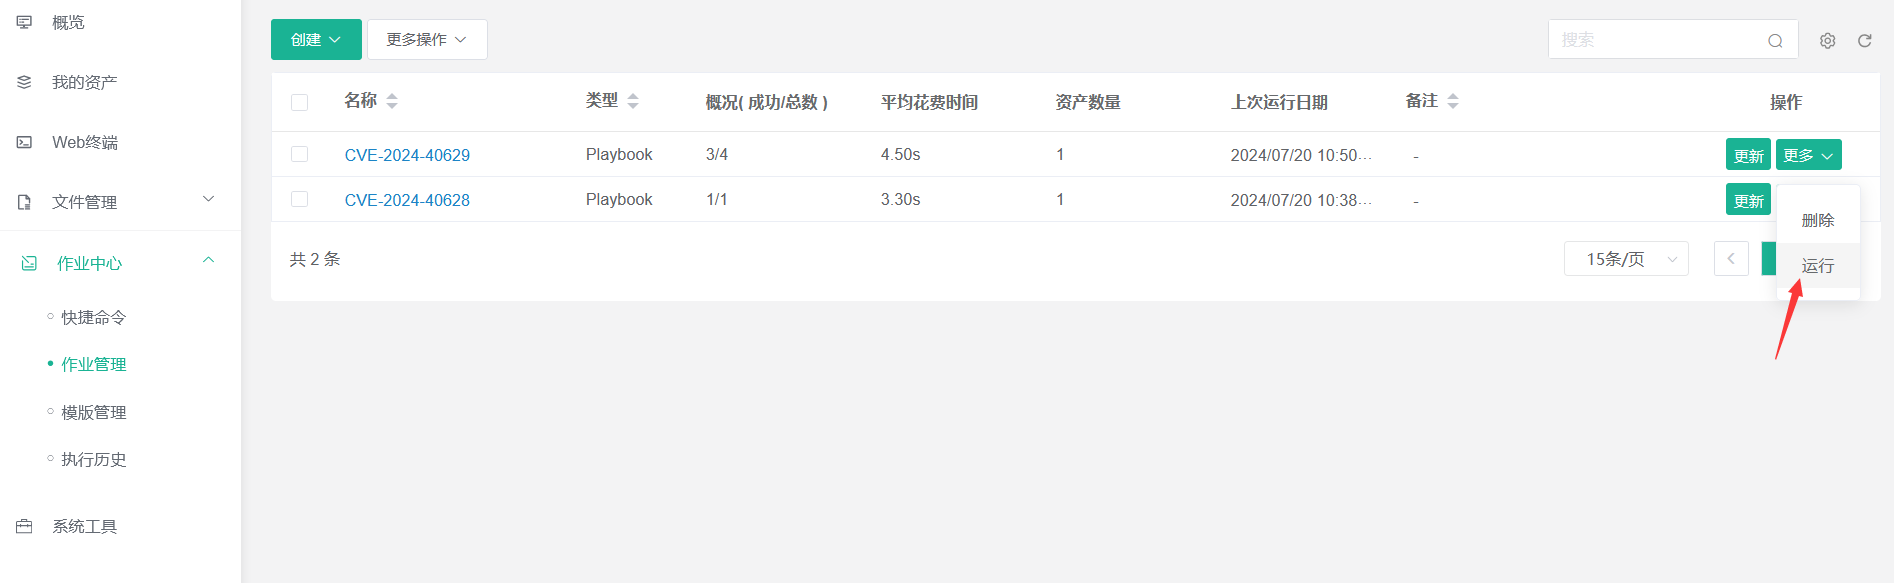 概览
我的资产
Web终端
文件管理
作业中心
快捷命令
作业管理
模版管理
执行历史
系统工具
创建 更多操作 搜索
名称 类型 概况( 成功/总数 ) 平均花费时间 资产数量 上次运行日期 备注 操作
CVE-2024-40629 Playbook 3/4 4.50s 1 2024/07/20 10:50... - 更新 更多
CVE-2024-40628 Playbook 1/1 3.30s 1 2024/07/20 10:38... - 更新
删除
运行
共 2 条 15条/页